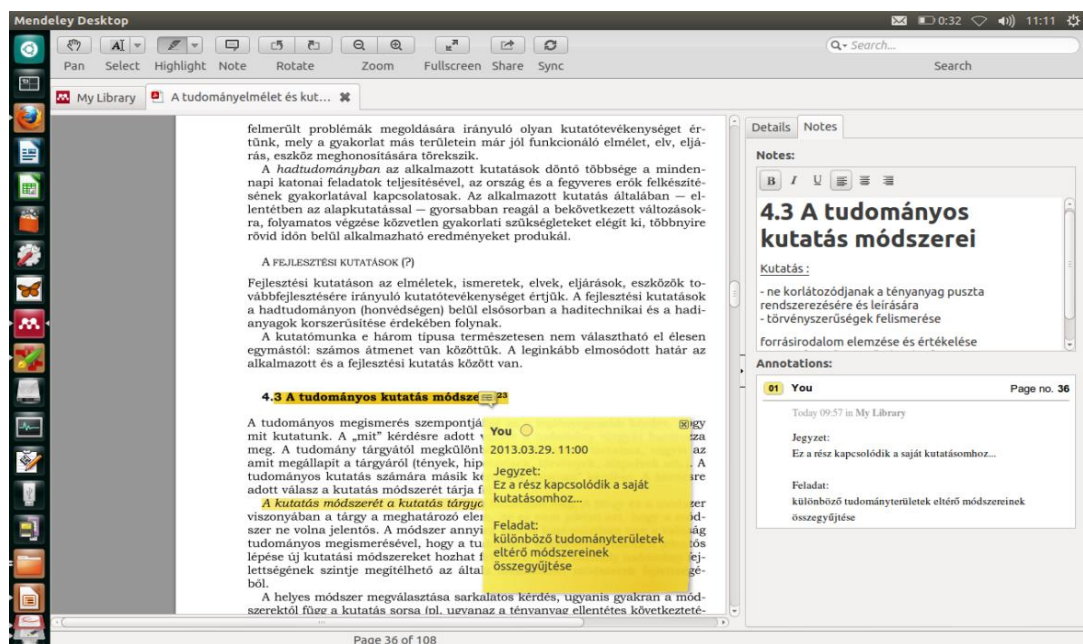 Mendeley Desktop
0:32
11:11
Pan Select Highlight Note Rotate Zoom Fullscreen Share Sync
Search...
Search
My Library A tudományelmélet és kut...
felmerült problémák megoldására irányuló olyan kutatótevékenységet ér-
tünk, mely a gyakorlat más területein már jól funkcionáló elmélet, elv, eljá-
rás, eszköz meghonosítására törekszik.
A hadtudományban az alkalmazott kutatások döntő többsége a minden-
napi katonai feladatok teljesítésével, az ország és a fegyveres erők felkészíté-
sének gyakorlatával kapcsolatosak. Az alkalmazott kutatás általában — el-
lentétben az alapkutatással — gyorsabban reagál a bekövetkezett változások-
ra, folyamatos végzése közvetlen gyakorlati szükségleteket elégít ki, többnyire
rövid időn belül alkalmazható eredményeket produkál.
A FEJLESZTÉSI KUTATÁSOK (?)
Fejlesztési kutatáson az elméletek, ismeretek, elvek, eljárások, eszközök to-
vábbfejlesztésére irányuló kutatótevékenységet értjük. A fejlesztési kutatások
a hadtudományon (honvédségen) belül elsősorban a haditechnikai és a hadi-
anyagok korszerűsítése érdekében folynak.
A kutatómunka e három típusa természetesen nem választható el élesen
egymástól: számos átmenet van közöttük. A leginkább elmosódott határ az
alkalmazott és a fejlesztési kutatás között van.
4.3 A tudományos kutatás módsze 23
A tudományos megismerés szempontjá gy
mit kutatunk. A „mit” kérdésre adott za
meg. A tudomány tárgyától megkülönb az
amit megállapít a tárgyáról (tények, hip A
tudományos kutatás számára másik ke re
adott válasz a kutatás módszerét tárja f
A kutatás módszerét a kutatás tárgya zer
viszonyában a tárgy a meghatározó elem ód-
szer ne volna jelentős. A módszer annyi ág
tudományos megismerésével, hogy a tu tős
lépése új kutatási módszereket hozhat f ej-
lettségének szintje megítélhető az által gé-
ből.
A helyes módszer megválasztása sarkalatos kérdés, ugyanis gyakran a mód-
szerektől függ a kutatás sorsa (pl. ugyanaz a tényanyag ellentétes következteté-
You
2013.03.29. 11:00
Jegyzet:
Ez a rész kapcsolódik a saját
kutatásomhoz...
Feladat:
különböző tudományterületek
eltérő módszereinek
összegyűjtése
Page 36 of 108
Details Notes
Notes:
B I U
4.3 A tudományos
kutatás módszerei
Kutatás :
- ne korlátozódjanak a tényanyag puszta
rendszerezésére és leírására
- törvényszerűségek felismerése
forrásirodalom elemzése és értékelése
Annotations:
01 You Page no. 36
Today 09:57 in My Library
Jegyzet:
Ez a rész kapcsolódik a saját kutatásomhoz...
Feladat:
különböző tudományterületek eltérő módszereinek
összegyűjtése